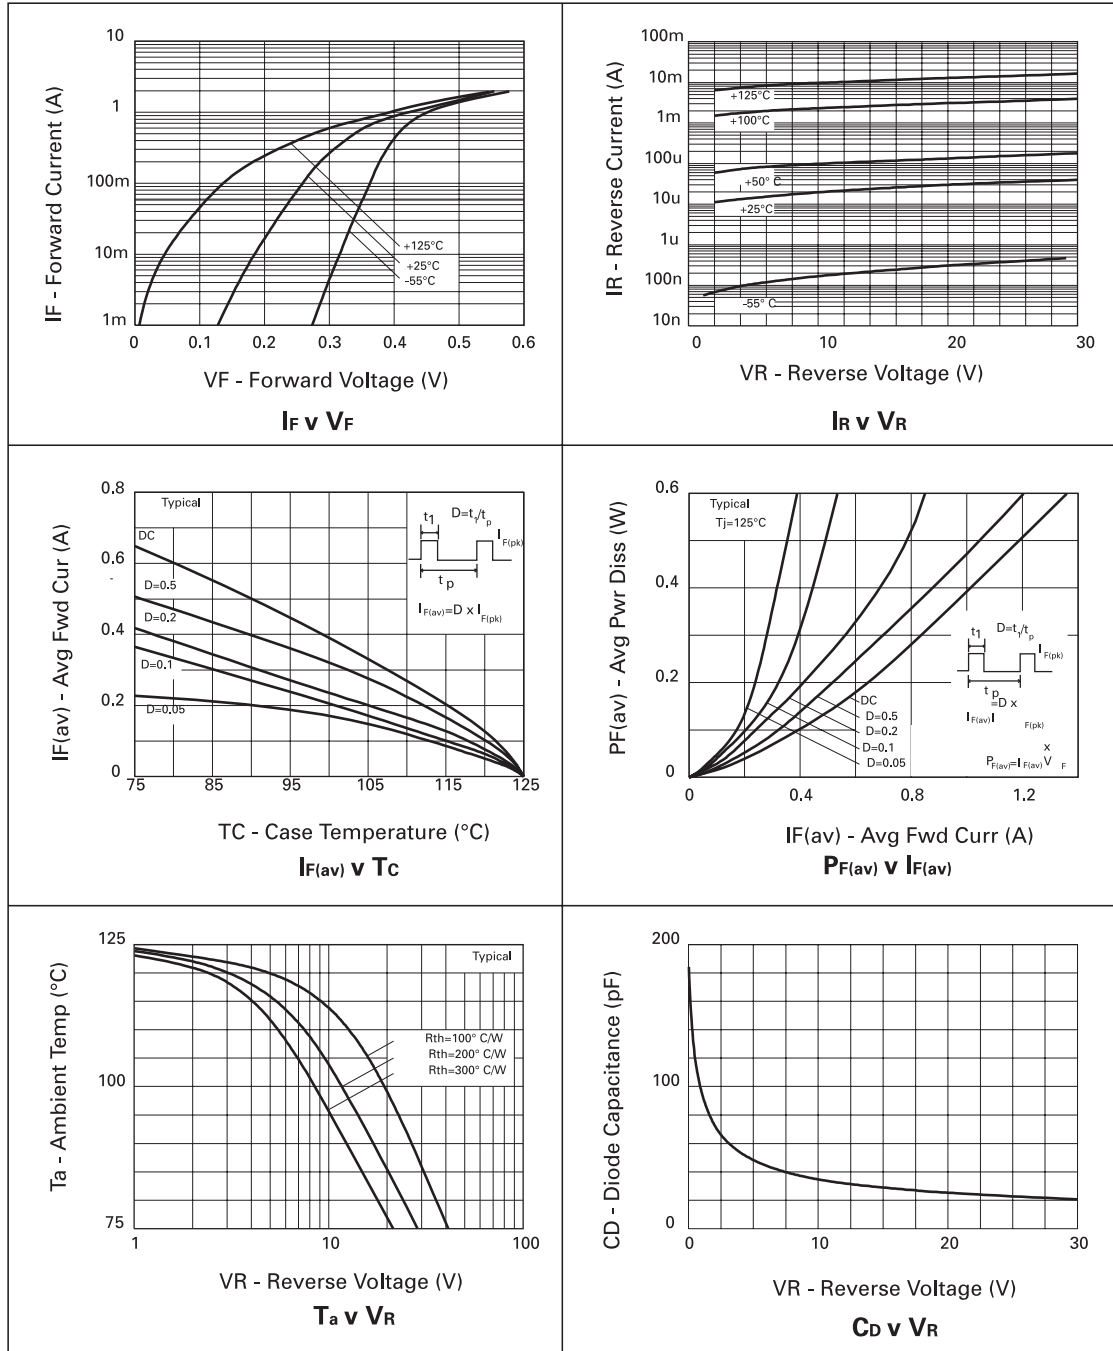 10
1
100m
10m
1m
0 0.1 0.2 0.3 0.4 0.5 0.6
IF - Forward Current (A)
+125°C
+25°C
-55°C
VF - Forward Voltage (V)
IF v VF
100m
10m
1m
100u
10u
1u
100n
10n
IR - Reverse Current (A)
+125°C
+100°C
+50° C
+25°C
-55° C
0 10 20 30
VR - Reverse Voltage (V)
IR v VR
0.8
0.6
0.4
0.2
0
IF(av) - Avg Fwd Cur (A)
Typical
DC
D=0.5
D=0.2
D=0.1
D=0.05
t1 D=t1/tp
IF(pk)
tp
IF(av)=D x IF(pk)
75 85 95 105 115 125
TC - Case Temperature (°C)
IF(av) v TC
0.6
0.4
0.2
0
PF(av) - Avg Pwr Diss (W)
Typical
Tj=125°C
DC
D=0.5
D=0.2
D=0.1
D=0.05
t1 D=t1/tp
IF(pk)
tp
=D x
IF(av)I
F(pk)
x
PF(av)=IF(av) V F
0 0.4 0.8 1.2
IF(av) - Avg Fwd Curr (A)
PF(av) v IF(av)
125
100
75
Ta - Ambient Temp (°C)
Typical
Rth=100° C/W
Rth=200° C/W
Rth=300° C/W
1 10 100
VR - Reverse Voltage (V)
Ta v VR
200
100
0
CD - Diode Capacitance (pF)
0 10 20 30
VR - Reverse Voltage (V)
CD v VR